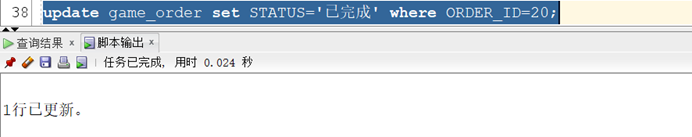 38 update game_order set STATUS='已完成' where ORDER_ID=20;
查询结果 × 脚本输出 ×
任务已完成, 用时 0.024 秒
1行已更新。